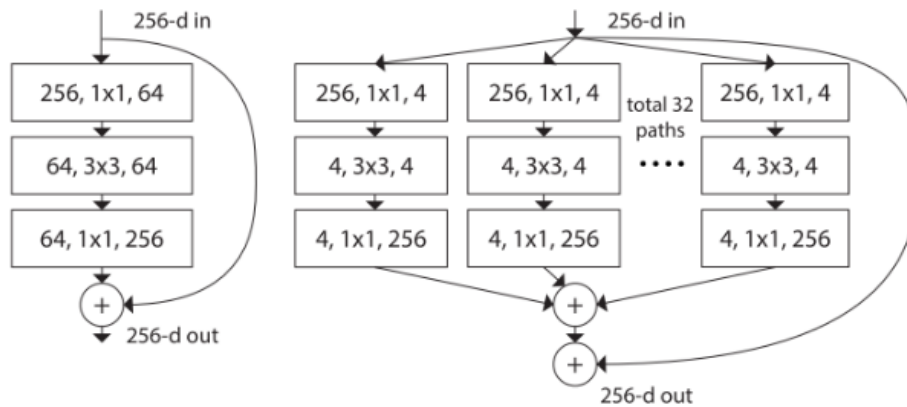 256-d in
256, 1x1, 64
64, 3x3, 64
64, 1x1, 256
+
256-d out
256-d in
256, 1x1, 4
256, 1x1, 4
total 32
paths
....
256, 1x1, 4
4, 3x3, 4
4, 3x3, 4
4, 3x3, 4
4, 1x1, 256
4, 1x1, 256
4, 1x1, 256
+
+
256-d out